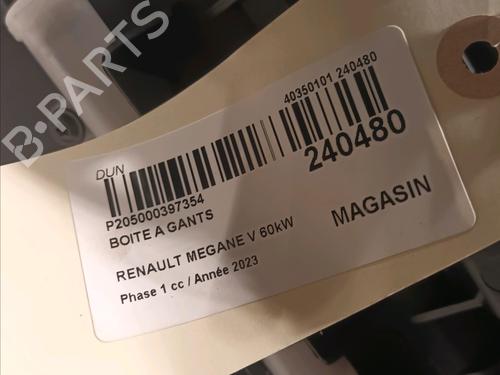 B-PARTS
40350101 240480
DUN
240480
P205000397354
BOITE A GANTS
MAGASIN
RENAULT MEGANE V 60kW
Phase 1 cc / Année 2023